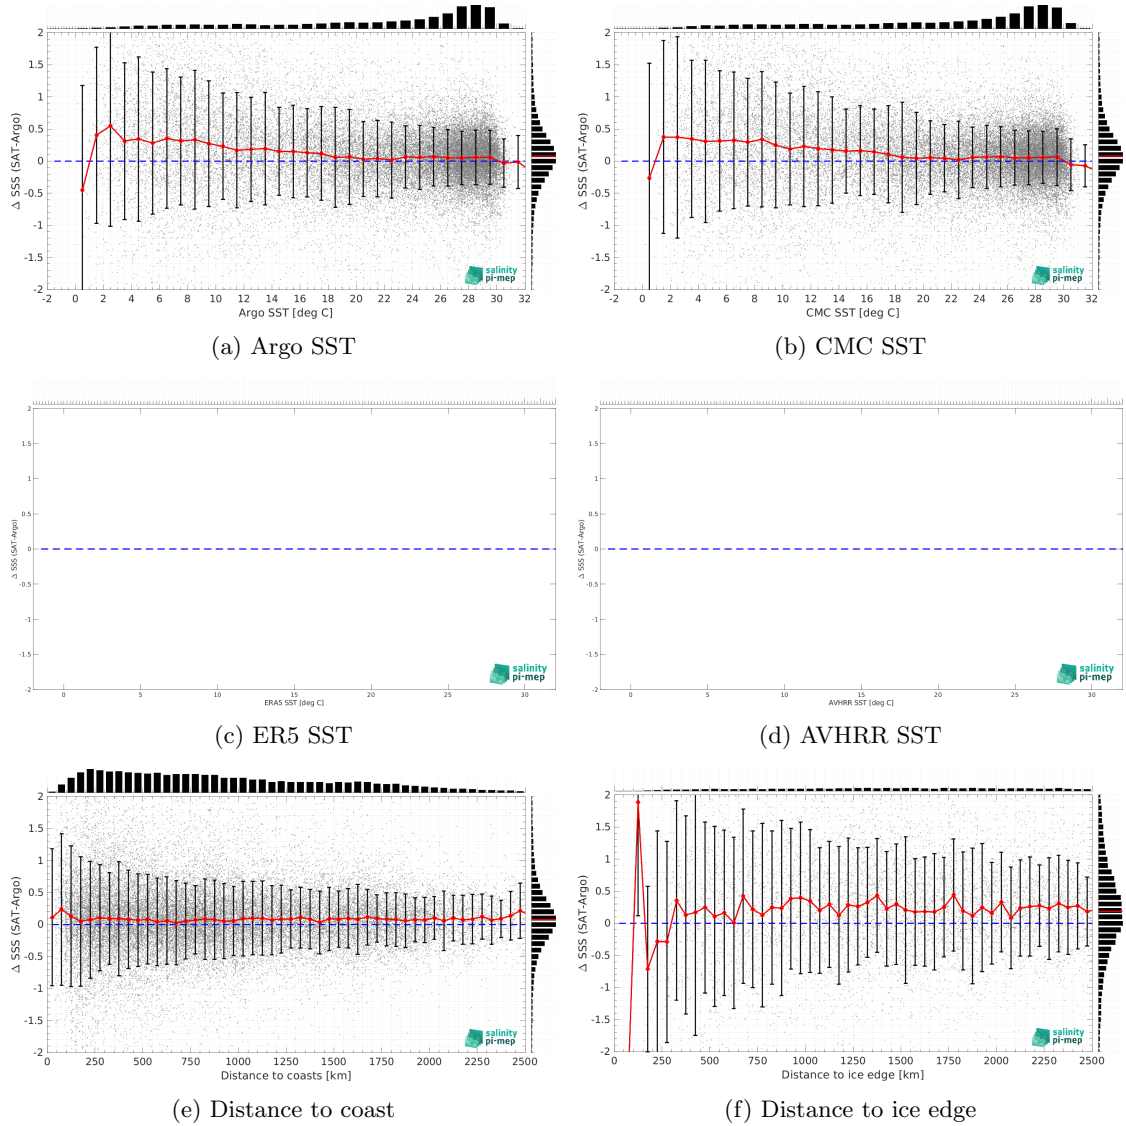 2
1.5
1
0.5
0
-0.5
-1
-1.5
-2
Δ SSS (SAT-Argo)
salinity
pi-mep
-2 0 2 4 6 8 10 12 14 16 18 20 22 24 26 28 30 32
Argo SST [deg C]
(a) Argo SST
2
1.5
1
0.5
0
-0.5
-1
-1.5
-2
Δ SSS (SAT-Argo)
salinity
pi-mep
-2 0 2 4 6 8 10 12 14 16 18 20 22 24 26 28 30 32
CMC SST [deg C]
(b) CMC SST
2
1.5
1
0.5
0
-0.5
-1
-1.5
-2
Δ SSS (SAT-Argo)
salinity
pi-mep
0 5 10 15 20 25 30
ERA5 SST [deg C]
(c) ER5 SST
2
1.5
1
0.5
0
-0.5
-1
-1.5
-2
Δ SSS (SAT-Argo)
salinity
pi-mep
0 5 10 15 20 25 30
AVHRR SST [deg C]
(d) AVHRR SST
2
1.5
1
0.5
0
-0.5
-1
-1.5
-2
Δ SSS (SAT-Argo)
salinity
pi-mep
250 500 750 1000 1250 1500 1750 2000 2250 2500
Distance to coasts [km]
(e) Distance to coast
2
1.5
1
0.5
0
-0.5
-1
-1.5
-2
Δ SSS (SAT-Argo)
salinity
pi-mep
0 250 500 750 1000 1250 1500 1750 2000 2250 2500
Distance to ice edge [km]
(f) Distance to ice edge